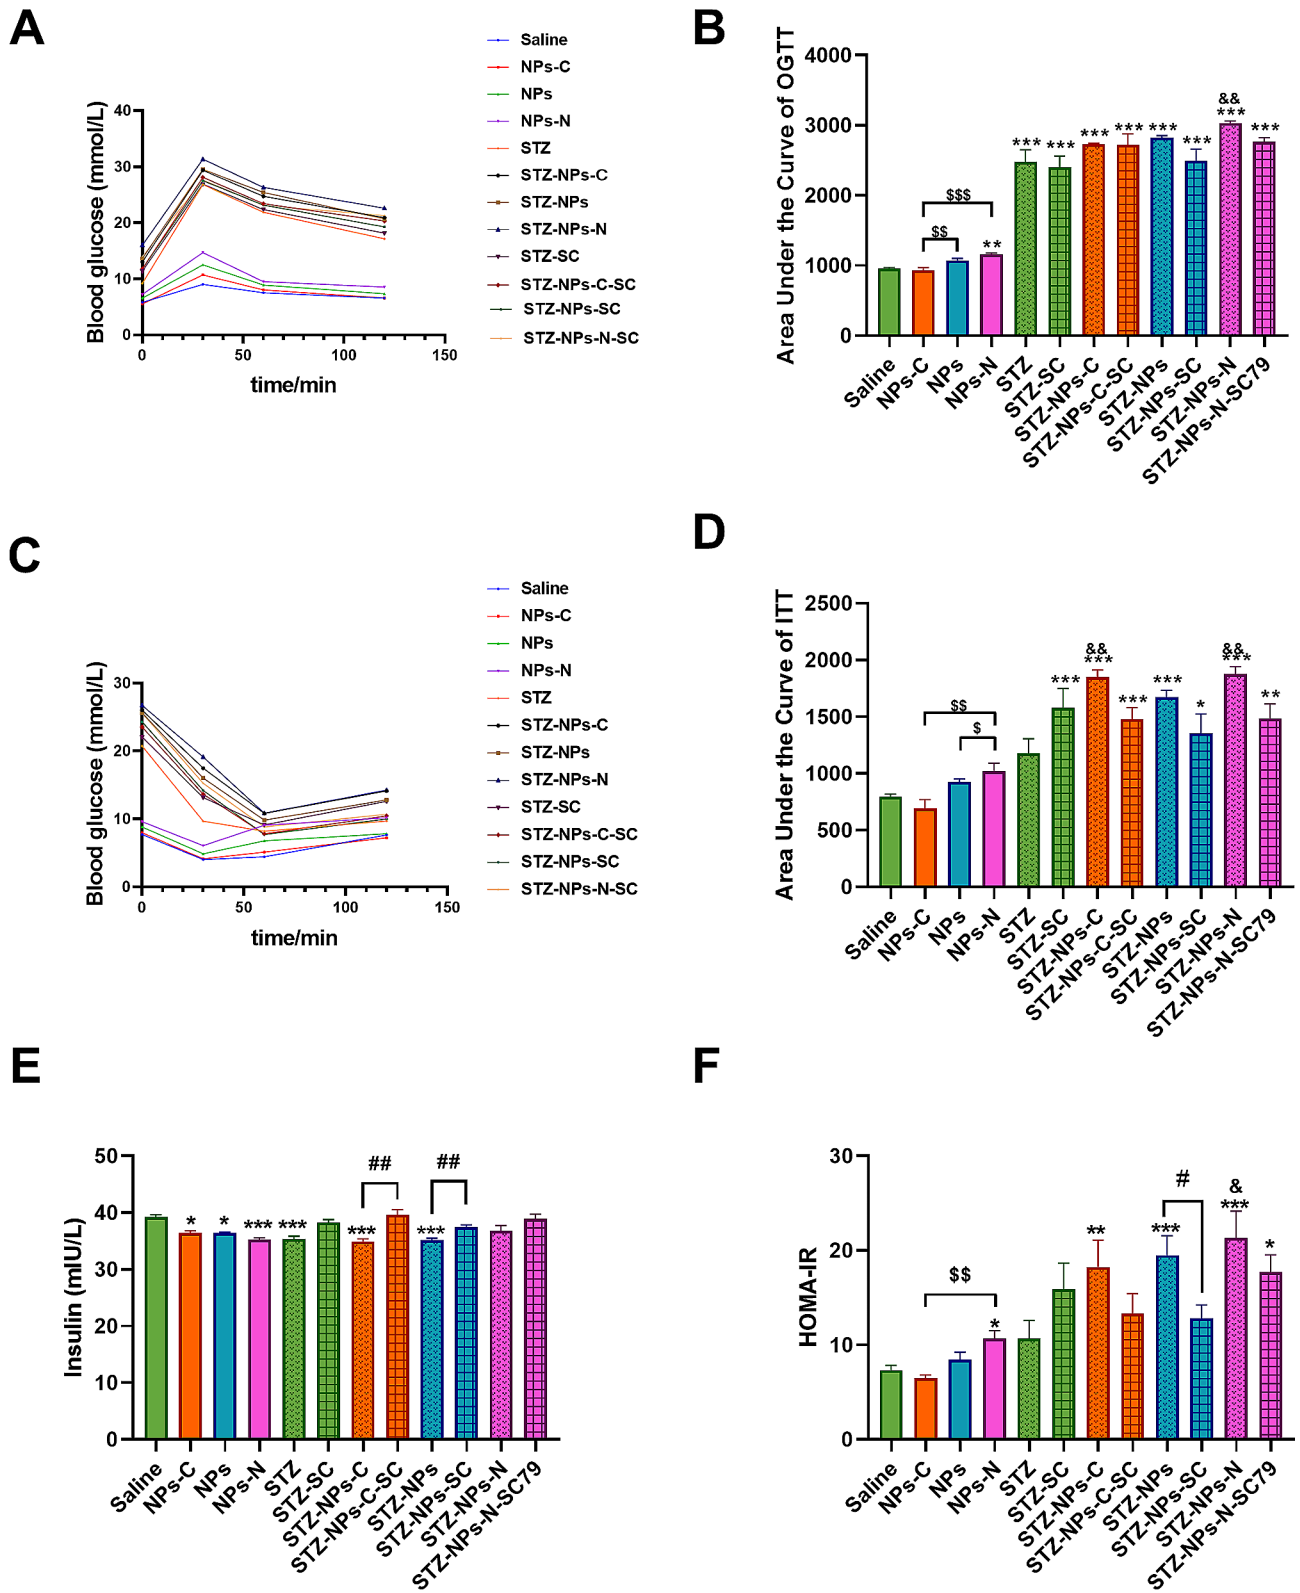 A
Saline
NPs-C
NPs
NPs-N
STZ
STZ-NPs-C
STZ-NPs
STZ-NPs-N
STZ-SC
STZ-NPs-C-SC
STZ-NPs-SC
STZ-NPs-N-SC
Blood glucose (mmol/L)
40
30
20
10
0
0 50 100 150
time/min
B
Area Under the Curve of OGTT
4000
3000
2000
1000
0
$$ $$$ ** *** *** *** *** *** *** && *** ***
Saline
NPs-C
NPs
NPs-N
STZ
STZ-SC
STZ-NPs-C
STZ-NPs-C-SC
STZ-NPs
STZ-NPs-SC
STZ-NPs-N
STZ-NPs-N-SC79
C
Saline
NPs-C
NPs
NPs-N
STZ
STZ-NPs-C
STZ-NPs
STZ-NPs-N
STZ-SC
STZ-NPs-C-SC
STZ-NPs-SC
STZ-NPs-N-SC
Blood glucose (mmol/L)
30
20
10
0
0 50 100 150
time/min
D
Area Under the Curve of ITT
2500
2000
1500
1000
500
0
$$ $ *** && *** *** *** * && *** **
Saline
NPs-C
NPs
NPs-N
STZ
STZ-SC
STZ-NPs-C
STZ-NPs-C-SC
STZ-NPs
STZ-NPs-SC
STZ-NPs-N
STZ-NPs-N-SC79
E
Insulin (mIU/L)
50
40
30
20
10
0
* * *** *** *** ## *** ##
Saline
NPs-C
NPs
NPs-N
STZ
STZ-SC
STZ-NPs-C
STZ-NPs-C-SC
STZ-NPs
STZ-NPs-SC
STZ-NPs-N
STZ-NPs-N-SC79
F
HOMA-IR
30
20
10
0
$$ * ** *** # & *** *
Saline
NPs-C
NPs
NPs-N
STZ
STZ-SC
STZ-NPs-C
STZ-NPs-C-SC
STZ-NPs
STZ-NPs-SC
STZ-NPs-N
STZ-NPs-N-SC79